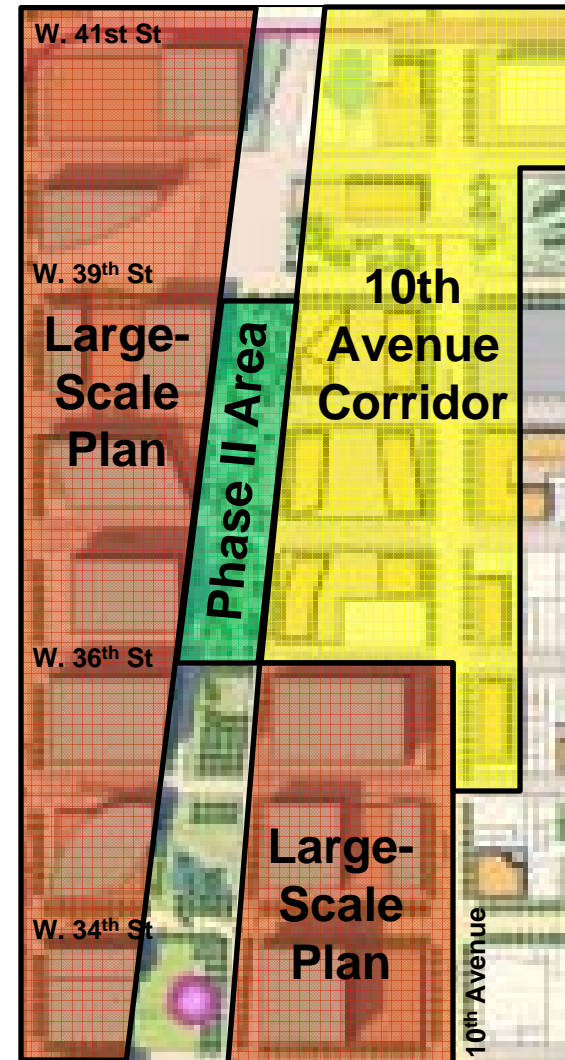 W. 41st St
W. 39th St
Large-
Scale
Plan
Phase II Area
10th
Avenue
Corridor
W. 36th St
Large-
Scale
Plan
W. 34th St
10th Avenue